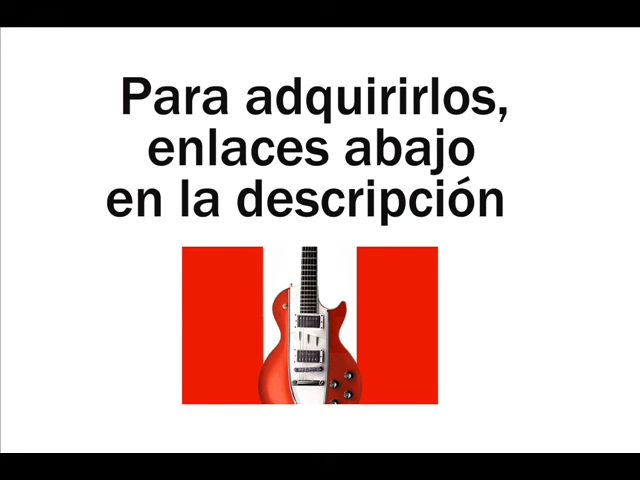 Para adquirirlos,
enlaces abajo
en la descripción